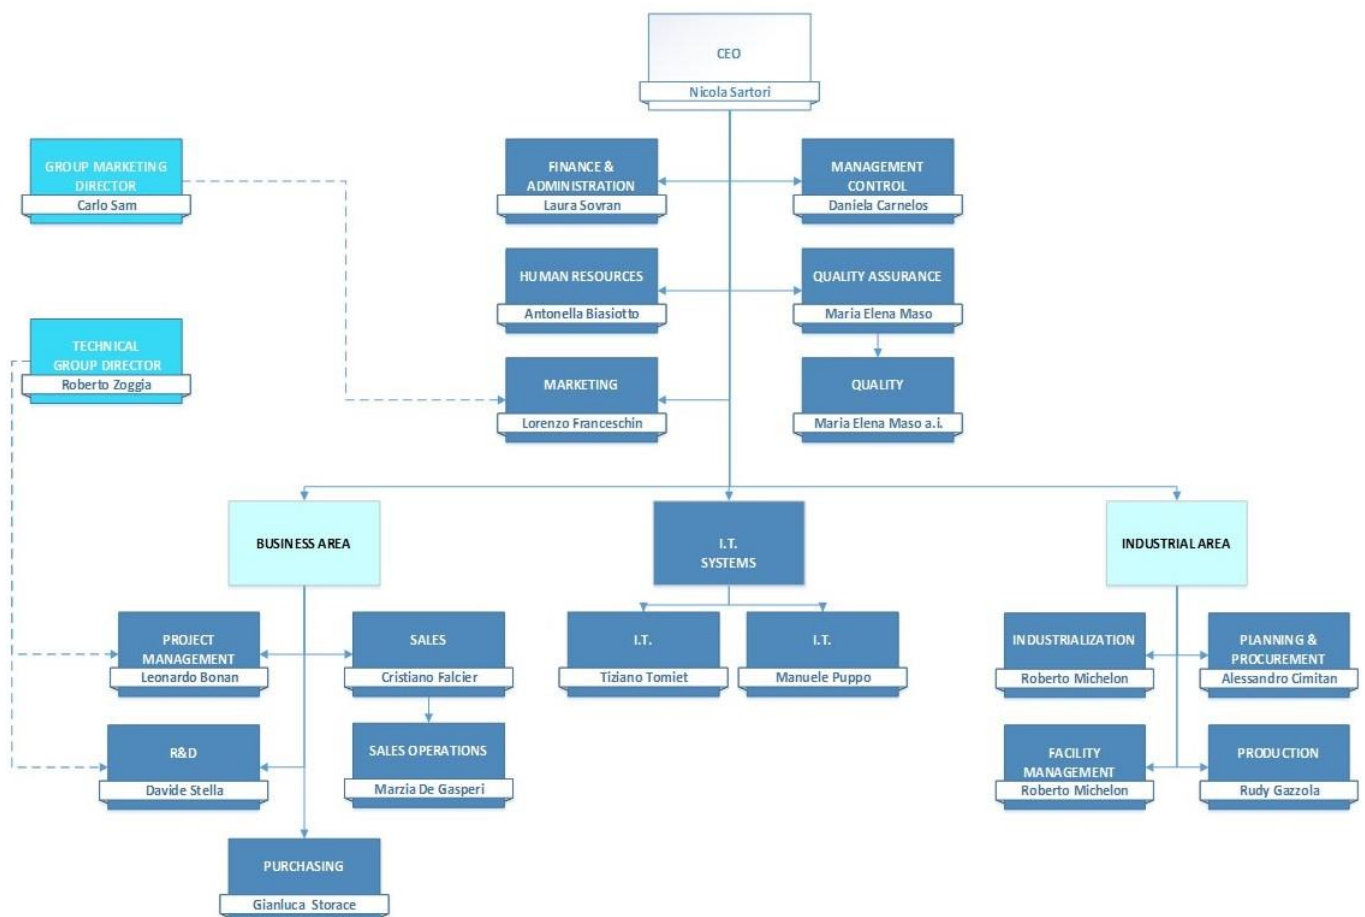 CEO
Nicola Sartori
GROUP MARKETING
DIRECTOR
Carlo Sam
FINANCE &
ADMINISTRATION
Laura Sovran
MANAGEMENT
CONTROL
Daniela Carnelos
HUMAN RESOURCES
Antonella Biasiotto
QUALITY ASSURANCE
Maria Elena Maso
TECHNICAL
GROUP DIRECTOR
Roberto Zoggia
MARKETING
Lorenzo Franceschin
QUALITY
Maria Elena Maso a.i.
BUSINESS AREA
I.T.
SYSTEMS
INDUSTRIAL AREA
PROJECT
MANAGEMENT
Leonardo Bonan
SALES
Cristiano Falcier
I.T.
Tiziano Tomiet
I.T.
Manuele Puppo
INDUSTRIALIZATION
Roberto Michelon
PLANNING &
PROCUREMENT
Alessandro Cimitan
R&D
Davide Stella
SALES OPERATIONS
Marzia De Gasperi
FACILITY
MANAGEMENT
Roberto Michelon
PRODUCTION
Rudy Gazzola
PURCHASING
Gianluca Storace